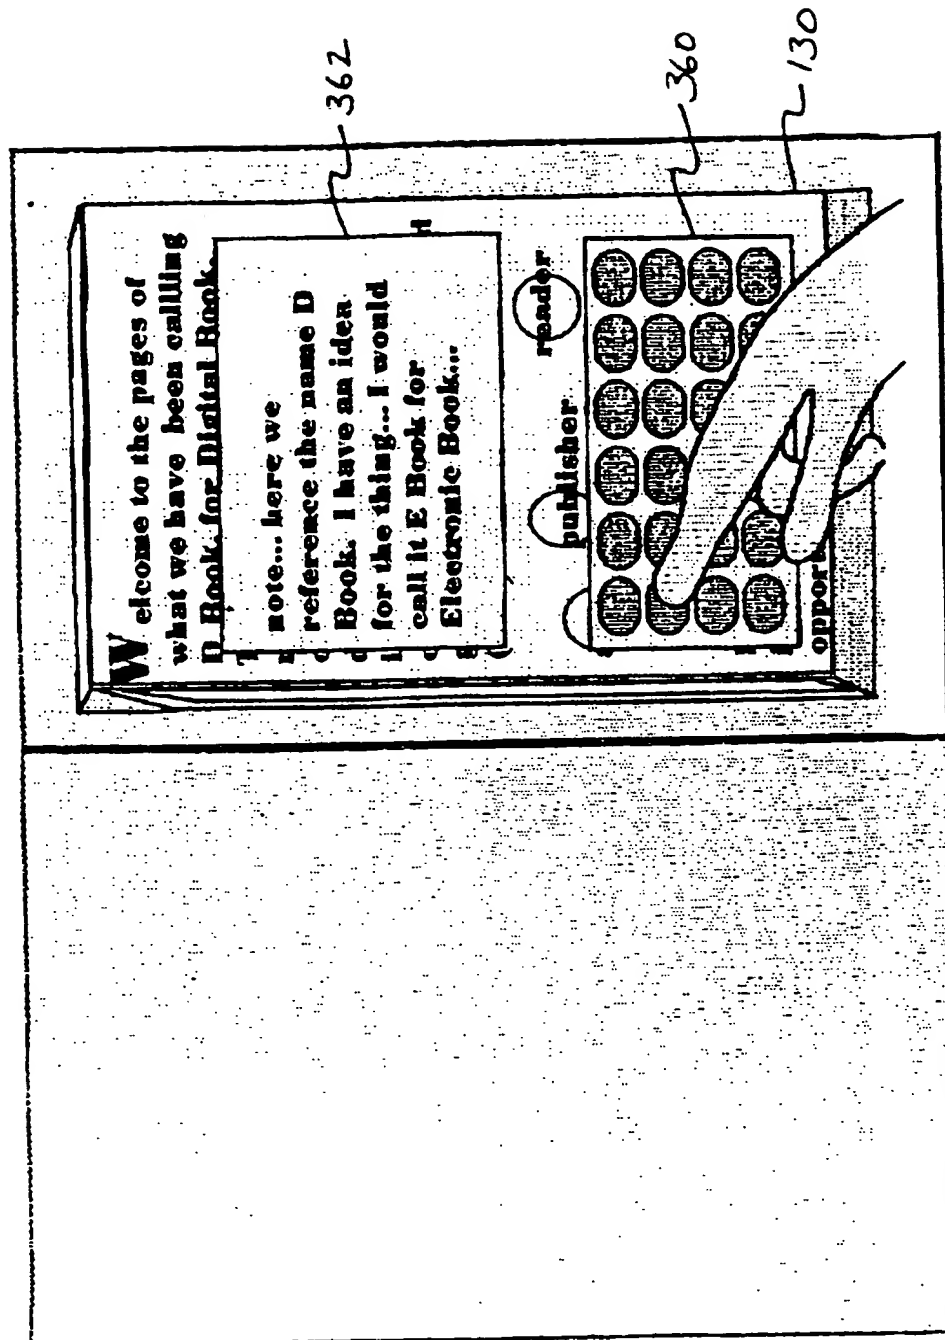 Welcome to the pages of
what we have been callling
D Book, for Digital Book.
note... here we
reference the name D
Book. I have an idea
for the thing... I would
call it E Book for
Electronic Book...
H
publisher
reader
oppor
362
360
130